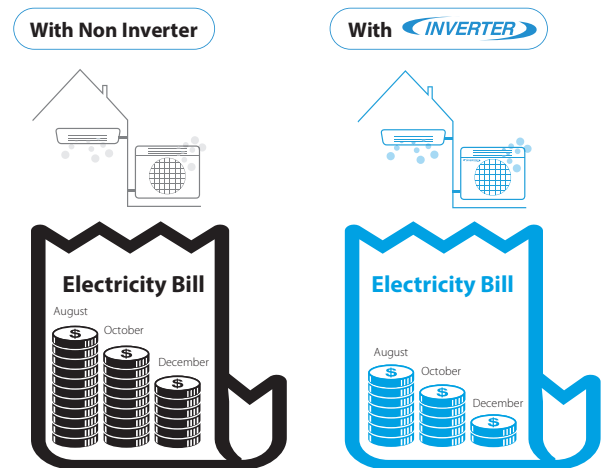 With Non Inverter
With INVERTER
Electricity Bill
August
October
December
$
$
$
Electricity Bill
August
October
December
$
$
$